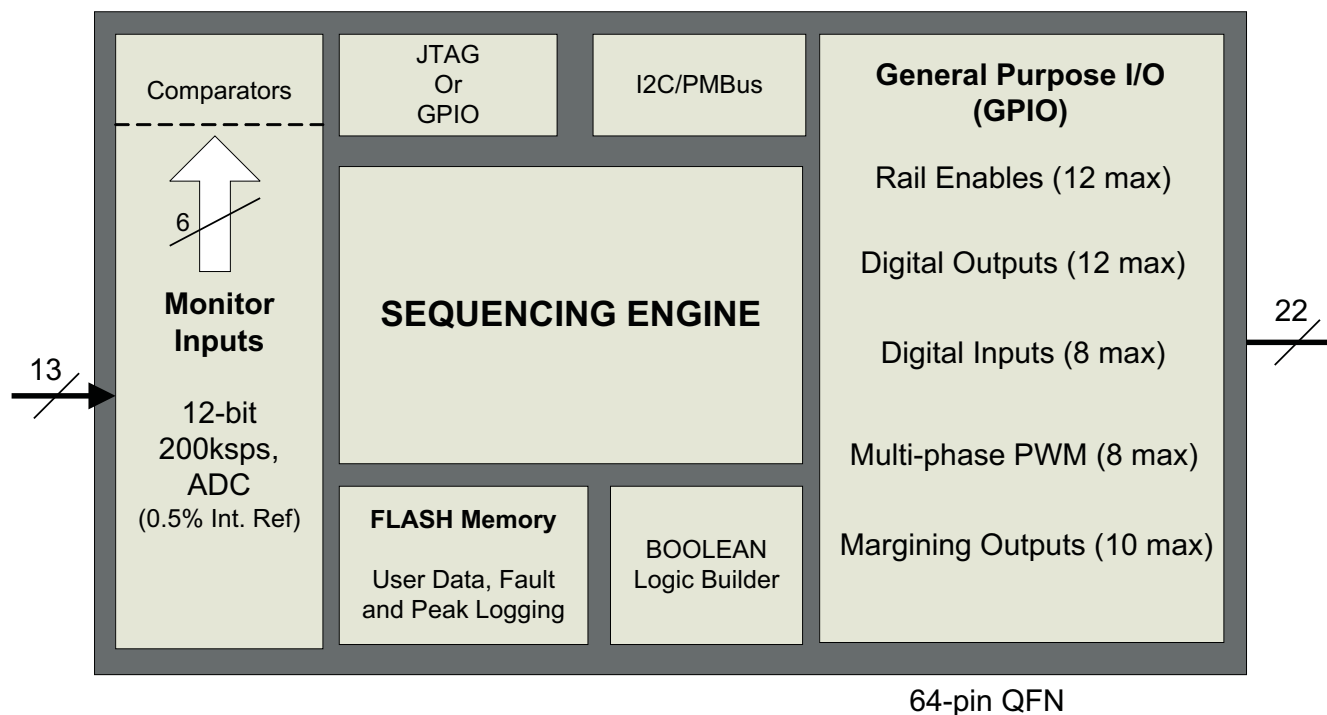 13
Comparators
6
Monitor
Inputs
12-bit
200ksps,
ADC
(0.5% Int. Ref)
JTAG
Or
GPIO
I2C/PMBus
SEQUENCING ENGINE
FLASH Memory
User Data, Fault
and Peak Logging
BOOLEAN
Logic Builder
General Purpose I/O
(GPIO)
Rail Enables (12 max)
Digital Outputs (12 max)
Digital Inputs (8 max)
Multi-phase PWM (8 max)
Margining Outputs (10 max)
22
64-pin QFN